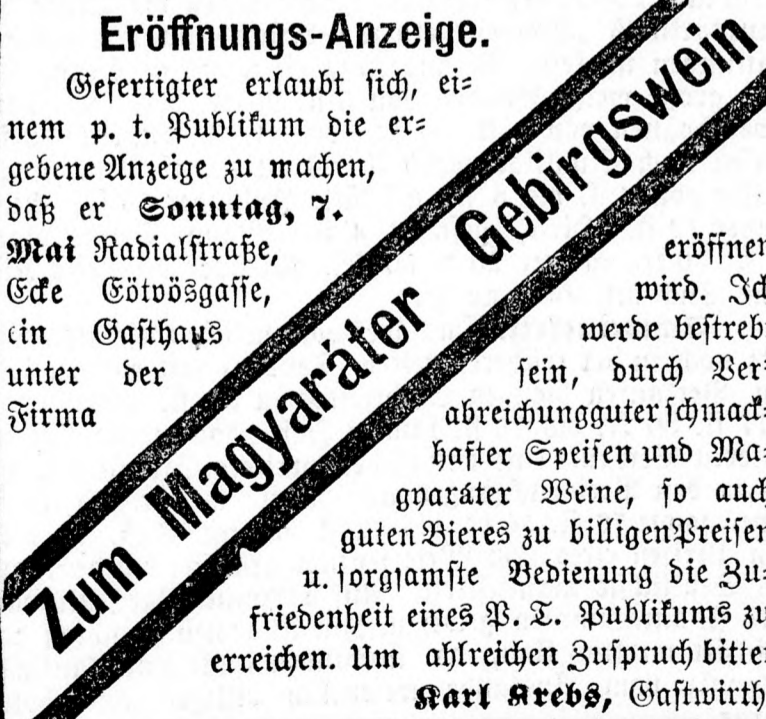 Eröffnungs-Anzeige.
Gefertigter erlaubt sich, ei=
nem p. t. Publikum die er=
gebene Anzeige zu machen,
daß er Sonntag, 7.
Mai Radialstraße,
Ecke Eötvösgasse,
ein Gasthaus
unter der
Firma
Zum Magyaráter Gebirgswein
eröffnen
wird. Ich
werde bestrebt
sein, durch Ver=
abreichungguter schmack=
hafter Speisen und Ma=
gyaráter Weine, so auch
guten Bieres zu billigen Preisen
u. sorgsamste Bedienung die Zu=
friedenheit eines P. T. Publikums zu
erreichen. Um ahlreichen Zuspruch bittet
Karl Krebs, Gastwirth